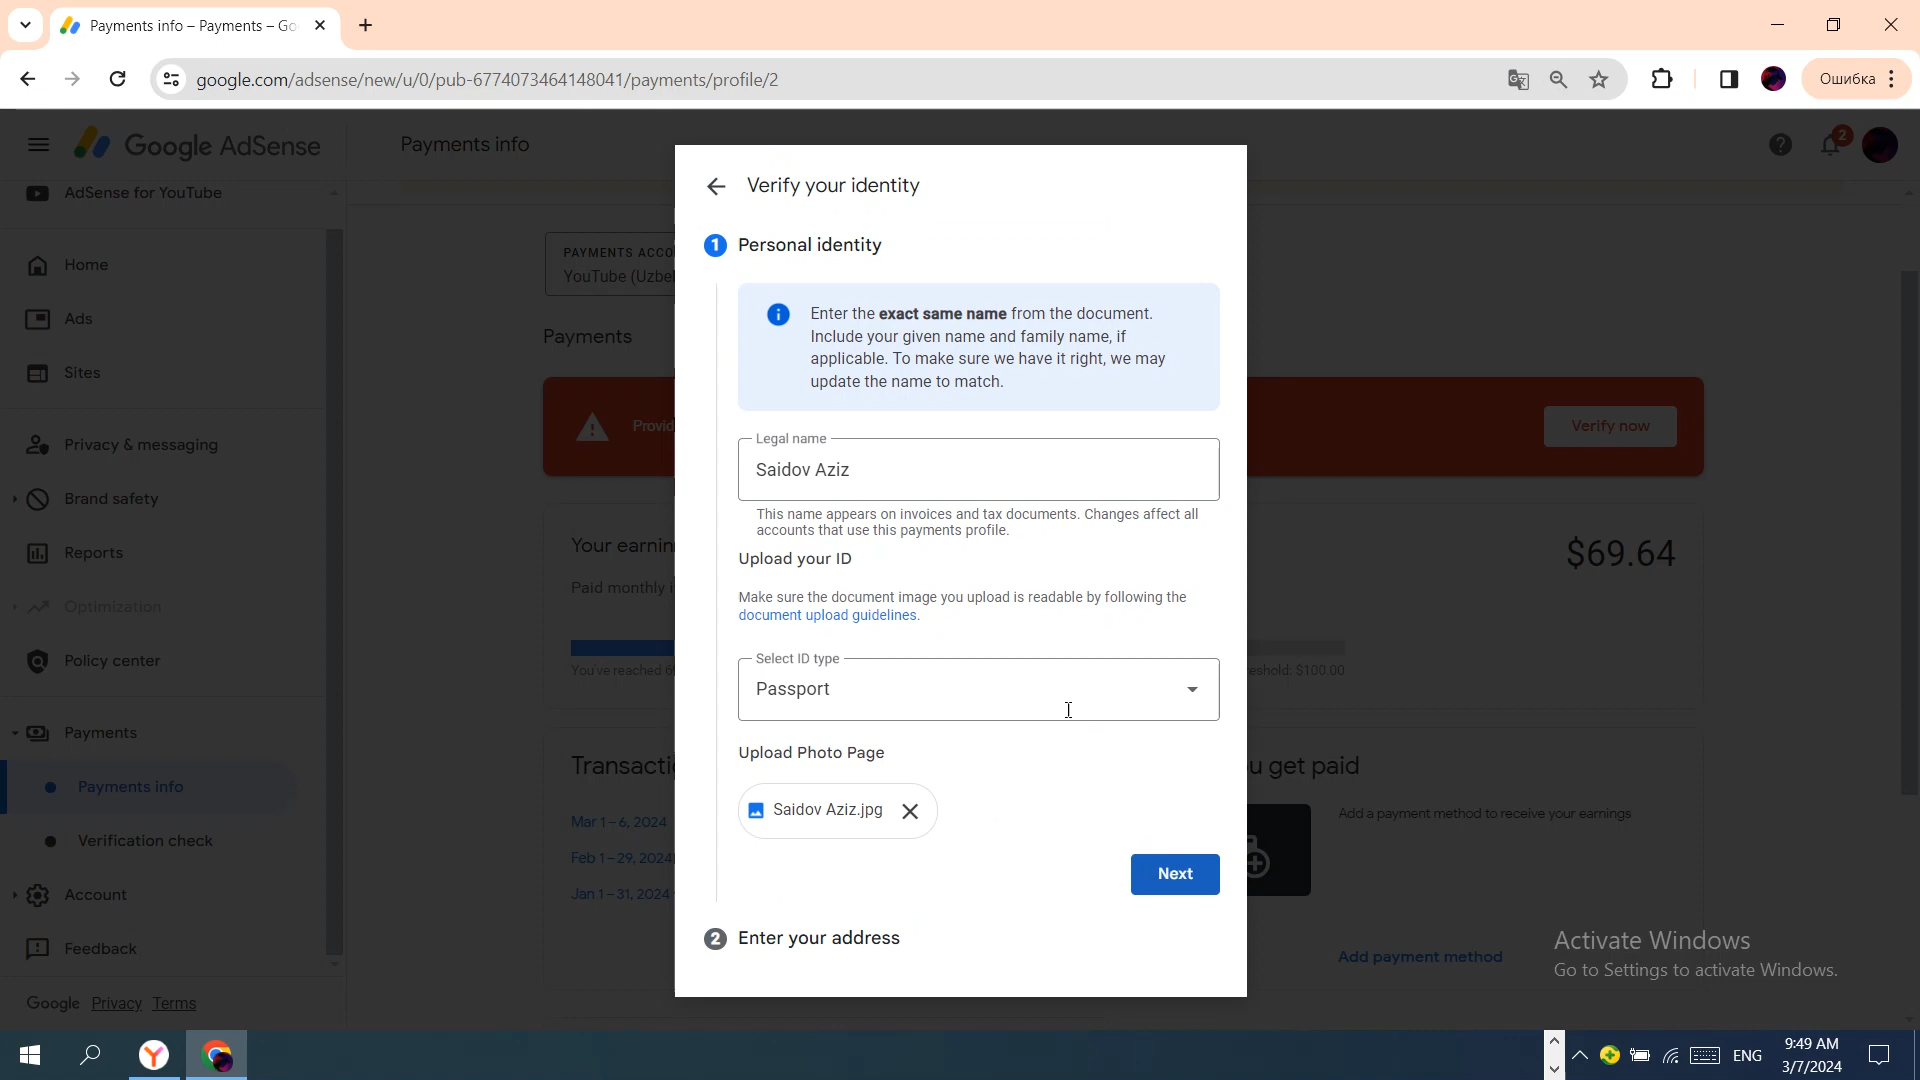 Payments info – Payments – Go
google.com/adsense/new/u/0/pub-6774073464148041/payments/profile/2
Ошибка
Google AdSense
Payments info
2
AdSense for YouTube
Home
Ads
Sites
Privacy & messaging
Brand safety
Reports
Optimization
Policy center
Payments
Payments info
Verification check
Account
Feedback
Google Privacy Terms
PAYMENTS ACCO
YouTube (Uzbe
Payments
Provid
Verify now
Your earnin
$69.64
Paid monthly i
You've reached 6
eshold: $100.00
Transacti
Mar 1 – 6, 2024
Feb 1 – 29, 2024
Jan 1 – 31, 2024
u get paid
Add a payment method to receive your earnings
Add payment method
Verify your identity
1 Personal identity
Enter the exact same name from the document.
Include your given name and family name, if
applicable. To make sure we have it right, we may
update the name to match.
Legal name
Saidov Aziz
This name appears on invoices and tax documents. Changes affect all
accounts that use this payments profile.
Upload your ID
Make sure the document image you upload is readable by following the
document upload guidelines.
Select ID type
Passport
Upload Photo Page
Saidov Aziz.jpg
Next
2 Enter your address
Activate Windows
Go to Settings to activate Windows.
ENG
9:49 AM
3/7/2024